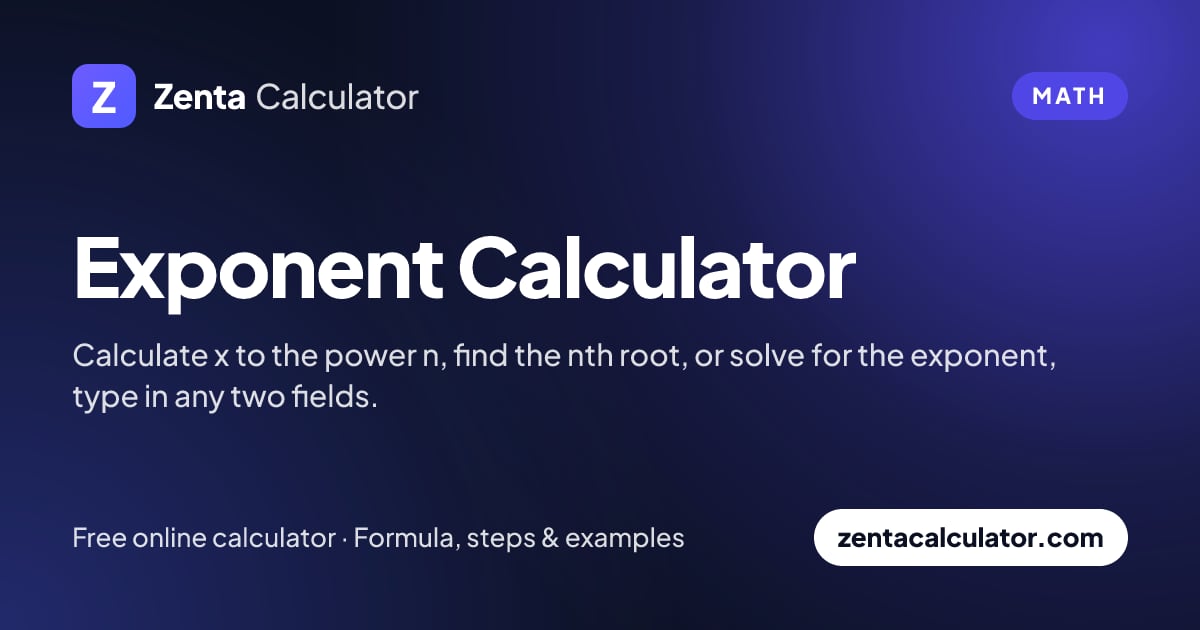 Z
Zenta Calculator
MATH
Exponent Calculator
Calculate x to the power n, find the nth root, or solve for the exponent,
type in any two fields.
Free online calculator · Formula, steps & examples
zentacalculator.com